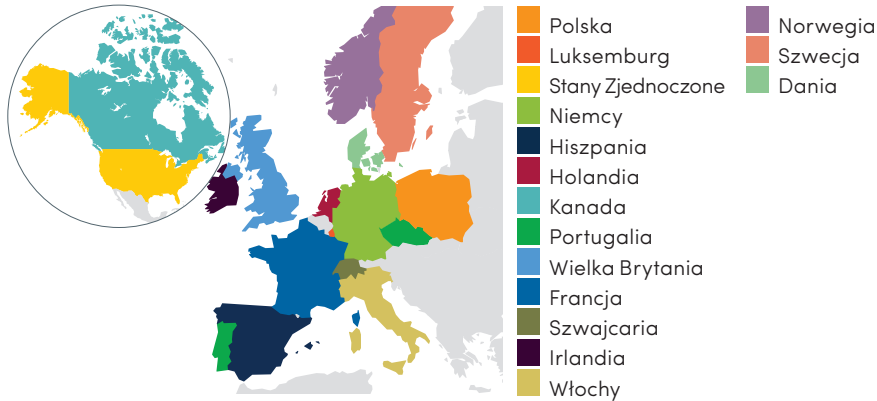 Polska
Luksemburg
Stany Zjednoczone
Niemcy
Hiszpania
Holandia
Kanada
Portugalia
Wielka Brytania
Francja
Szwajcaria
Irlandia
Włochy
Norwegia
Szwecja
Dania